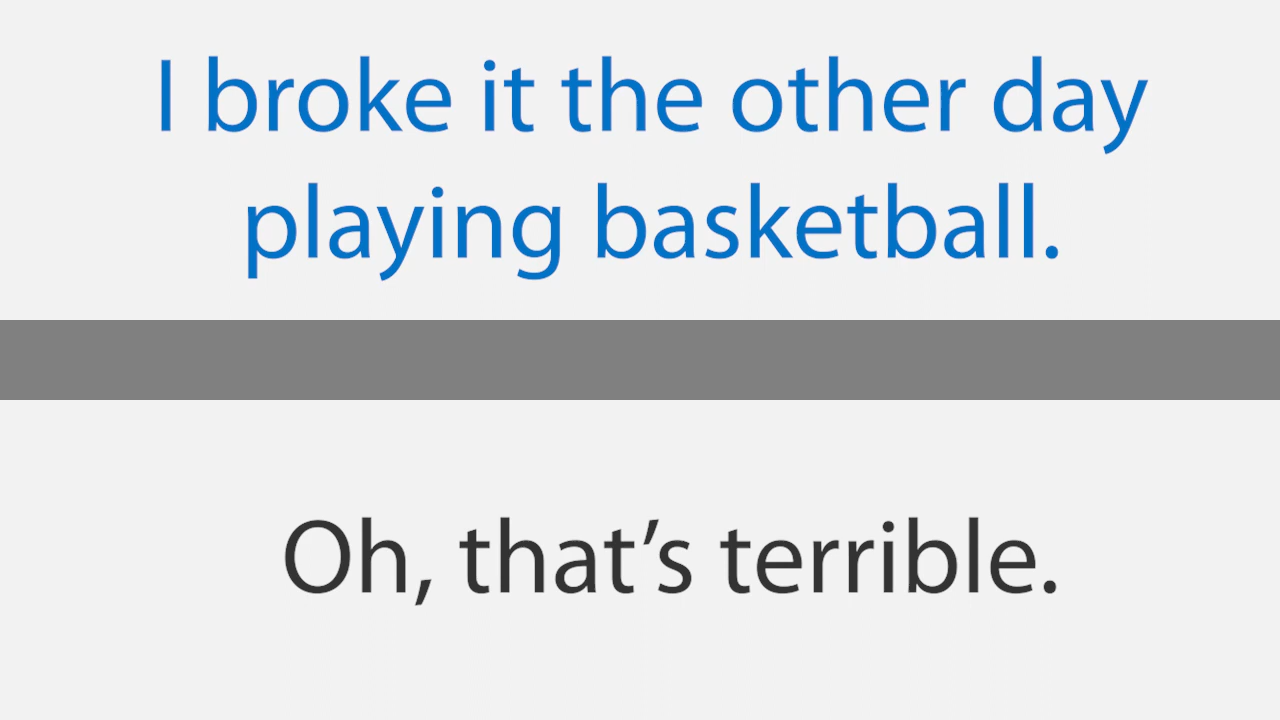 I broke it the other day
playing basketball.
Oh, that’s terrible.